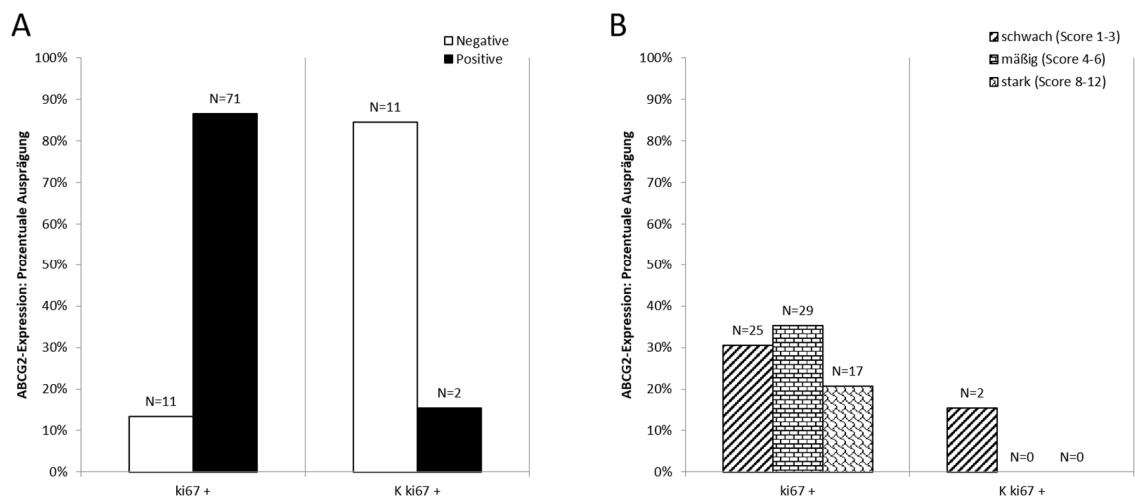 A
Negative
Positive
ABCG2-Expression: Prozentuale Ausprägung
100%
90%
80%
70%
60%
50%
40%
30%
20%
10%
0%
N=11
N=71
N=11
N=2
ki67 +
K ki67 +
B
schwach (Score 1-3)
mäßig (Score 4-6)
stark (Score 8-12)
ABCG2-Expression: Prozentuale Ausprägung
100%
90%
80%
70%
60%
50%
40%
30%
20%
10%
0%
N=25
N=29
N=17
N=2
N=0
N=0
ki67 +
K ki67 +